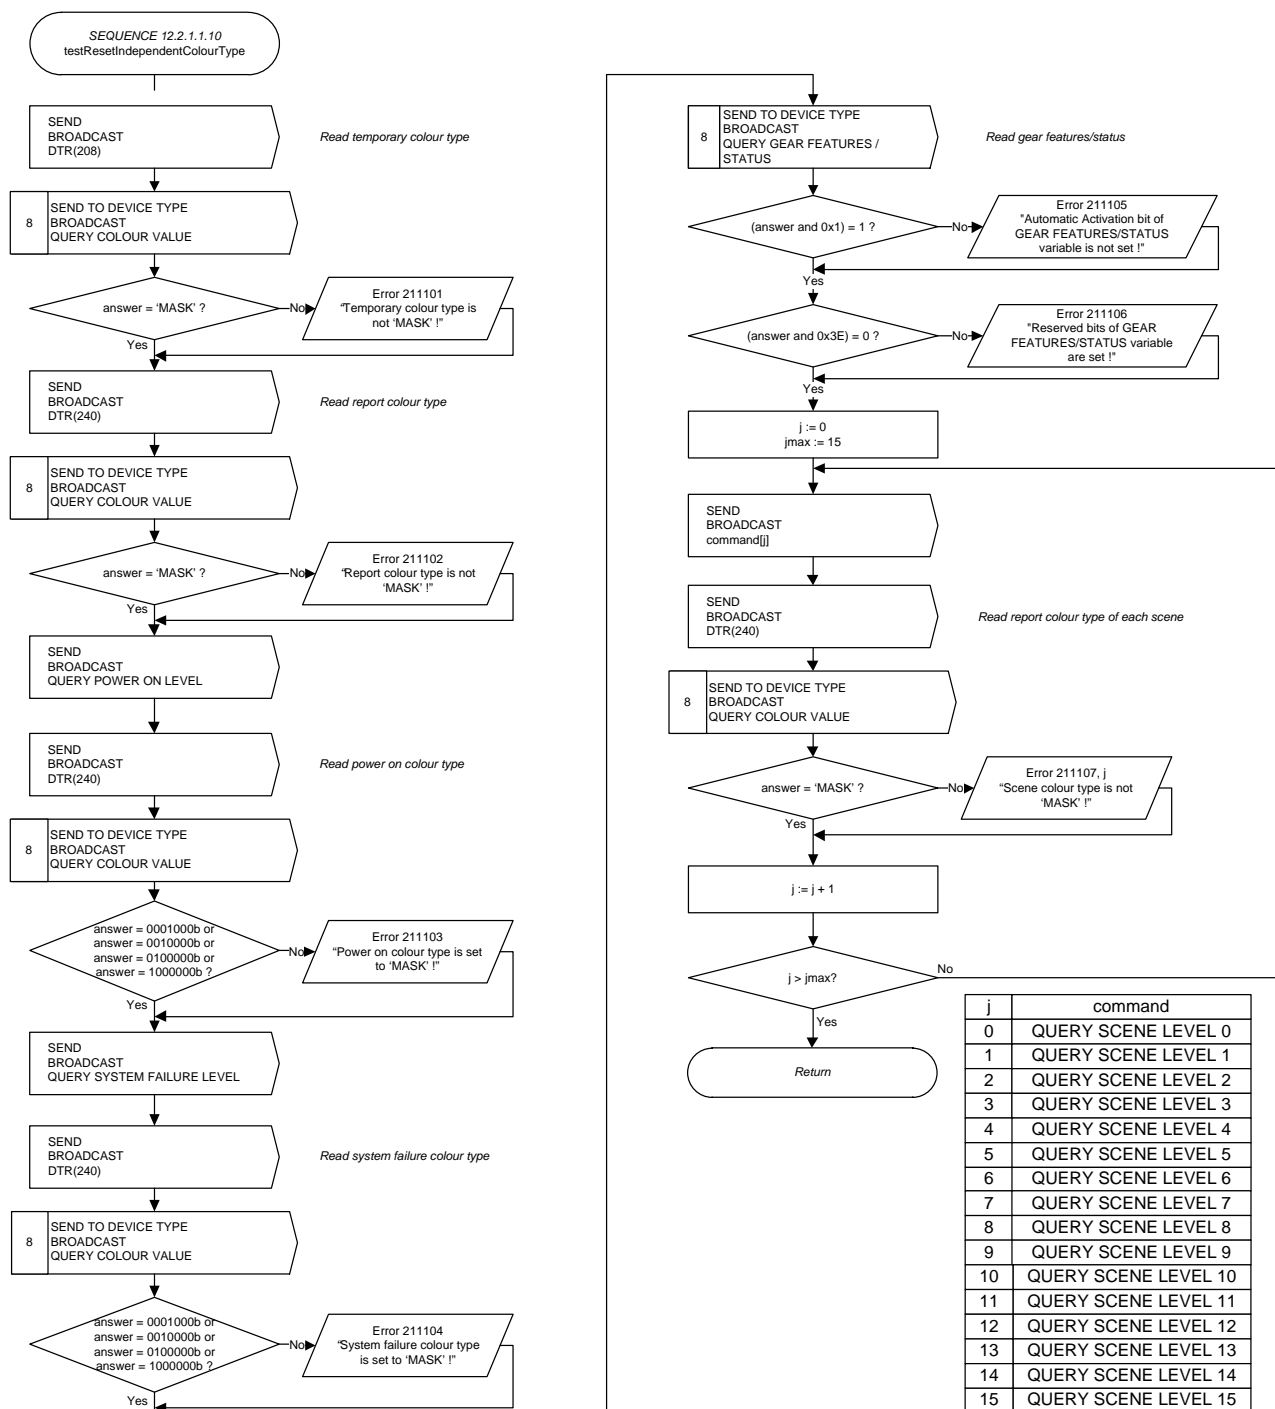 SEQUENCE 12.2.1.1.10
testResetIndependentColourType
SEND
BROADCAST
DTR(208)
Read temporary colour type
8
SEND TO DEVICE TYPE
BROADCAST
QUERY COLOUR VALUE
answer = ‘MASK’ ?
No
Error 211101
“Temporary colour type is
not ‘MASK’ !”
Yes
SEND
BROADCAST
DTR(240)
Read report colour type
8
SEND TO DEVICE TYPE
BROADCAST
QUERY COLOUR VALUE
answer = ‘MASK’ ?
No
Error 211102
“Report colour type is not
‘MASK’ !”
Yes
SEND
BROADCAST
QUERY POWER ON LEVEL
SEND
BROADCAST
DTR(240)
Read power on colour type
8
SEND TO DEVICE TYPE
BROADCAST
QUERY COLOUR VALUE
answer = 0001000b or
answer = 0010000b or
answer = 0100000b or
answer = 1000000b ?
No
Error 211103
“Power on colour type is set
to ‘MASK’ !”
Yes
SEND
BROADCAST
QUERY SYSTEM FAILURE LEVEL
SEND
BROADCAST
DTR(240)
Read system failure colour type
8
SEND TO DEVICE TYPE
BROADCAST
QUERY COLOUR VALUE
answer = 0001000b or
answer = 0010000b or
answer = 0100000b or
answer = 1000000b ?
No
Error 211104
“System failure colour type
is set to ‘MASK’ !”
Yes
8
SEND TO DEVICE TYPE
BROADCAST
QUERY GEAR FEATURES /
STATUS
Read gear features/status
(answer and 0x1) = 1 ?
No
Error 211105
"Automatic Activation bit of
GEAR FEATURES/STATUS
variable is not set !"
Yes
(answer and 0x3E) = 0 ?
No
Error 211106
"Reserved bits of GEAR
FEATURES/STATUS variable
are set !"
Yes
j := 0
jmax := 15
SEND
BROADCAST
command[j]
SEND
BROADCAST
DTR(240)
Read report colour type of each scene
8
SEND TO DEVICE TYPE
BROADCAST
QUERY COLOUR VALUE
answer = ‘MASK’ ?
No
Error 211107, j
“Scene colour type is not
‘MASK’ !”
Yes
j := j + 1
j > jmax?
No
Yes
Return
j command
0 QUERY SCENE LEVEL 0
1 QUERY SCENE LEVEL 1
2 QUERY SCENE LEVEL 2
3 QUERY SCENE LEVEL 3
4 QUERY SCENE LEVEL 4
5 QUERY SCENE LEVEL 5
6 QUERY SCENE LEVEL 6
7 QUERY SCENE LEVEL 7
8 QUERY SCENE LEVEL 8
9 QUERY SCENE LEVEL 9
10 QUERY SCENE LEVEL 10
11 QUERY SCENE LEVEL 11
12 QUERY SCENE LEVEL 12
13 QUERY SCENE LEVEL 13
14 QUERY SCENE LEVEL 14
15 QUERY SCENE LEVEL 15